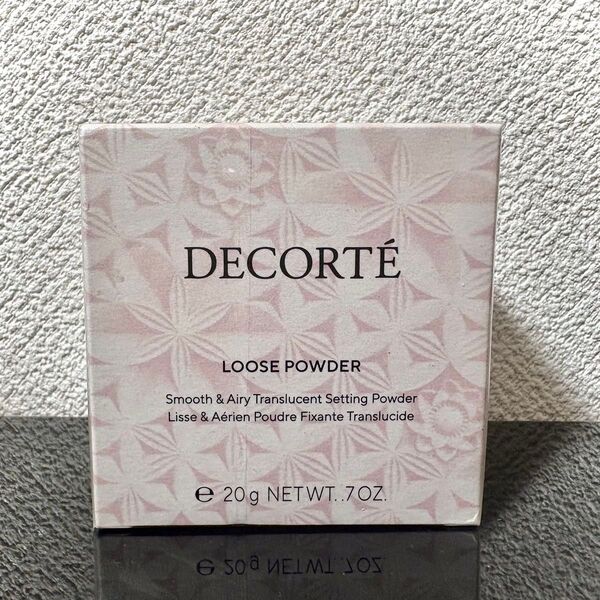 DECORTÉ
LOOSE POWDER
Smooth & Airy Translucent Setting Powder
Lisse & Aérien Poudre Fixante Translucide
℮ 20g NETWT. .7OZ.